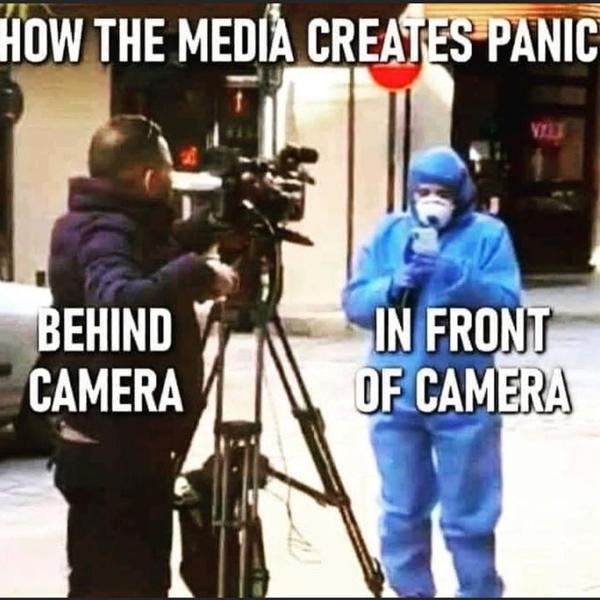 HOW THE MEDIA CREATES PANIC
BEHIND
CAMERA
IN FRONT
OF CAMERA